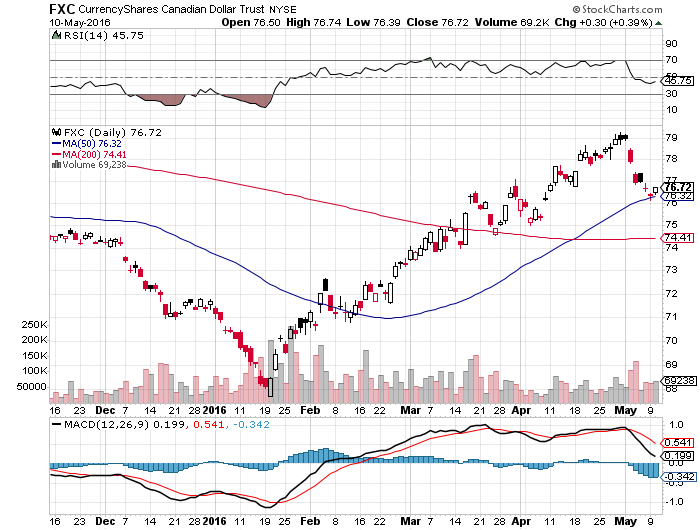 FXC CurrencyShares Canadian Dollar Trust NYSE © StockCharts.com
10-May-2016 Open 76.50 High 76.74 Low 76.39 Close 76.72 Volume 69.2K Chg +0.30 (+0.39%)
RSI(14) 45.75
90
70
50
45.75
30
10
FXC (Daily) 76.72
MA(50) 76.32
MA(200) 74.41
Volume 69,238
79
78
77
76.72
76.32
76
75
74.41
74
73
72
71
70
69
68
250K
200K
150K
100K
50000
69238
16 23 Dec 7 14 21 28 2016 11 19 25 Feb 8 16 22 Mar 7 14 21 28 Apr 11 18 25 May 9
MACD(12,26,9) 0.199, 0.541, -0.342
1.0
0.541
0.199
0.0
-0.342
-0.5
-1.0
16 23 Dec 7 14 21 28 2016 11 19 25 Feb 8 16 22 Mar 7 14 21 28 Apr 11 18 25 May 9